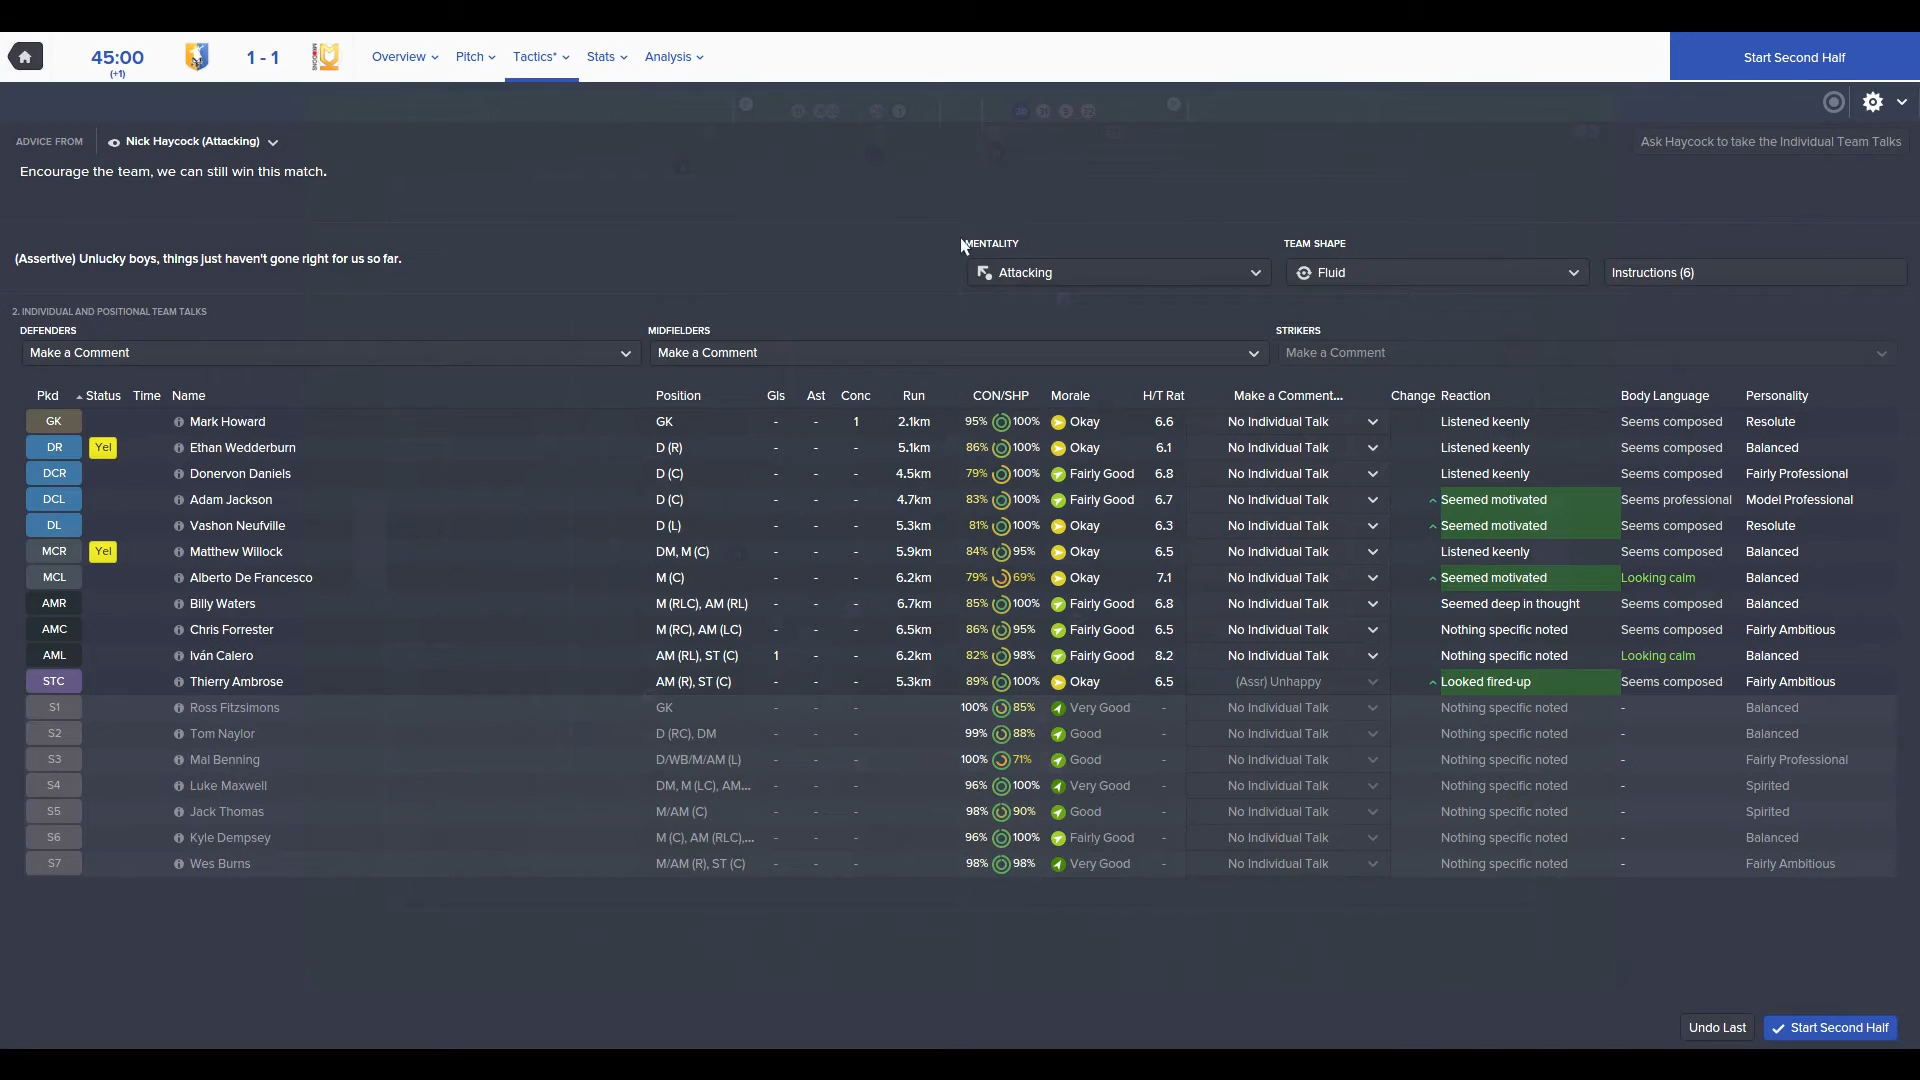 45:00
(+1)
1 - 1
Overview
Pitch
Tactics*
Stats
Analysis
Start Second Half
ADVICE FROM
Nick Haycock (Attacking)
Ask Haycock to take the Individual Team Talks
Encourage the team, we can still win this match.
MENTALITY
TEAM SHAPE
(Assertive) Unlucky boys, things just haven't gone right for us so far.
Attacking
Fluid
Instructions (6)
2. INDIVIDUAL AND POSITIONAL TEAM TALKS
DEFENDERS
MIDFIELDERS
STRIKERS
Make a Comment
Make a Comment
Make a Comment
Pkd Status Time Name Position Gls Ast Conc Run CON/SHP Morale H/T Rat Make a Comment... Change Reaction Body Language Personality
GK Mark Howard GK - - 1 2.1km 95% 100% Okay 6.6 No Individual Talk Listened keenly Seems composed Resolute
DR Yel Ethan Wedderburn D (R) - - - 5.1km 86% 100% Okay 6.1 No Individual Talk Listened keenly Seems composed Balanced
DCR Donervon Daniels D (C) - - - 4.5km 79% 100% Fairly Good 6.8 No Individual Talk Listened keenly Seems composed Fairly Professional
DCL Adam Jackson D (C) - - - 4.7km 83% 100% Fairly Good 6.7 No Individual Talk Seemed motivated Seems professional Model Professional
DL Vashon Neufville D (L) - - - 5.3km 81% 100% Okay 6.3 No Individual Talk Seemed motivated Seems composed Resolute
MCR Yel Matthew Willock DM, M (C) - - - 5.9km 84% 95% Okay 6.5 No Individual Talk Listened keenly Seems composed Balanced
MCL Alberto De Francesco M (C) - - - 6.2km 79% 69% Okay 7.1 No Individual Talk Seemed motivated Looking calm Balanced
AMR Billy Waters M (RLC), AM (RL) - - - 6.7km 85% 100% Fairly Good 6.8 No Individual Talk Seemed deep in thought Seems composed Balanced
AMC Chris Forrester M (RC), AM (LC) - - - 6.5km 86% 95% Fairly Good 6.5 No Individual Talk Nothing specific noted Seems composed Fairly Ambitious
AML Iván Calero AM (RL), ST (C) 1 - - 6.2km 82% 98% Fairly Good 8.2 No Individual Talk Nothing specific noted Looking calm Balanced
STC Thierry Ambrose AM (R), ST (C) - - - 5.3km 89% 100% Okay 6.5 (Assr) Unhappy Looked fired-up Seems composed Fairly Ambitious
S1 Ross Fitzsimons GK - - - 100% 85% Very Good - No Individual Talk Nothing specific noted - Balanced
S2 Tom Naylor D (RC), DM - - - 99% 88% Good - No Individual Talk Nothing specific noted - Balanced
S3 Mal Benning D/WB/M/AM (L) - - - 100% 71% Good - No Individual Talk Nothing specific noted - Fairly Professional
S4 Luke Maxwell DM, M (LC), AM... - - - 96% 100% Very Good - No Individual Talk Nothing specific noted - Spirited
S5 Jack Thomas M/AM (C) - - - 98% 90% Good - No Individual Talk Nothing specific noted - Spirited
S6 Kyle Dempsey M (C), AM (RLC),... - - - 96% 100% Fairly Good - No Individual Talk Nothing specific noted - Balanced
S7 Wes Burns M/AM (R), ST (C) - - - 98% 98% Very Good - No Individual Talk Nothing specific noted - Fairly Ambitious
Undo Last
Start Second Half